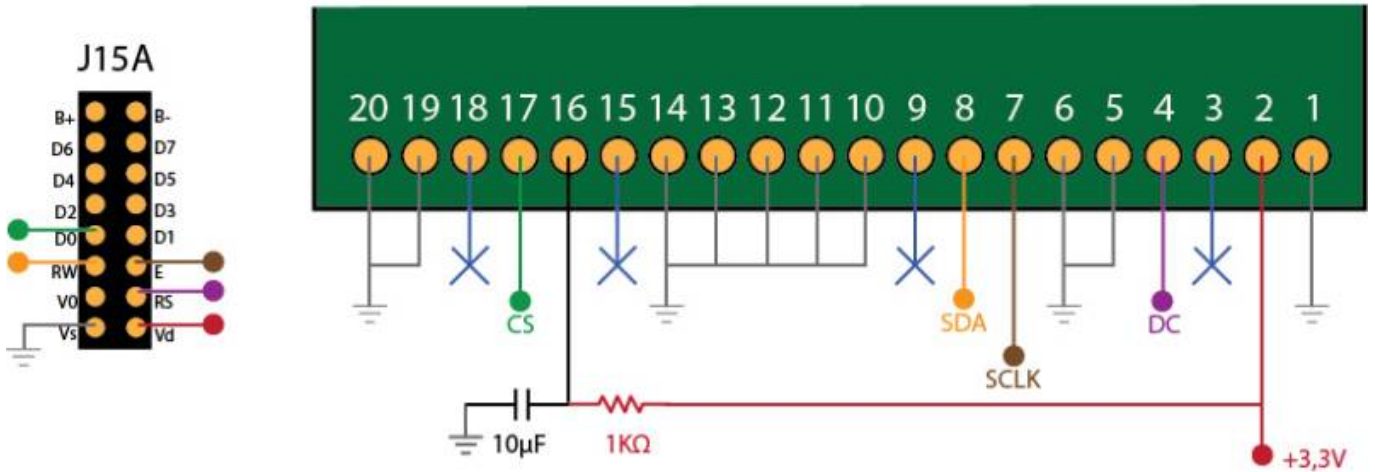 J15A
B+ B-
D6 D7
D4 D5
D2 D3
D0 D1
RW E
V0 RS
Vs Vd
20 19 18 17 16 15 14 13 12 11 10 9 8 7 6 5 4 3 2 1
CS SDA DC
SCLK
10µF 1KΩ +3,3V